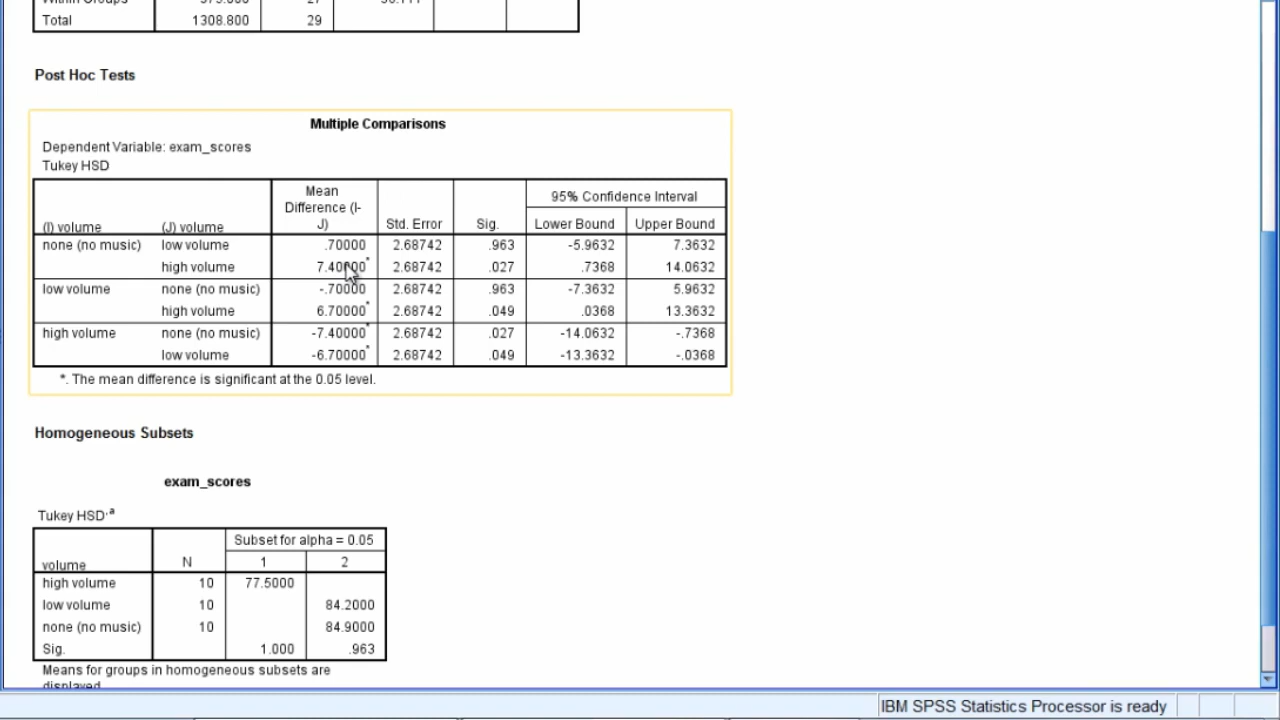 Within Groups 27
Total 1308.800 29
Post Hoc Tests
Multiple Comparisons
Dependent Variable: exam_scores
Tukey HSD
(I) volume (J) volume Mean Difference (I-J) Std. Error Sig. 95% Confidence Interval
Lower Bound Upper Bound
none (no music) low volume .70000 2.68742 .963 -5.9632 7.3632
high volume 7.40000* 2.68742 .027 .7368 14.0632
low volume none (no music) -.70000 2.68742 .963 -7.3632 5.9632
high volume 6.70000* 2.68742 .049 .0368 13.3632
high volume none (no music) -7.40000* 2.68742 .027 -14.0632 -.7368
low volume -6.70000* 2.68742 .049 -13.3632 -.0368
*. The mean difference is significant at the 0.05 level.
Homogeneous Subsets
exam_scores
Tukey HSD,a
volume N Subset for alpha = 0.05
1 2
high volume 10 77.5000
low volume 10 84.2000
none (no music) 10 84.9000
Sig. 1.000 .963
Means for groups in homogeneous subsets are
displayed
IBM SPSS Statistics Processor is ready